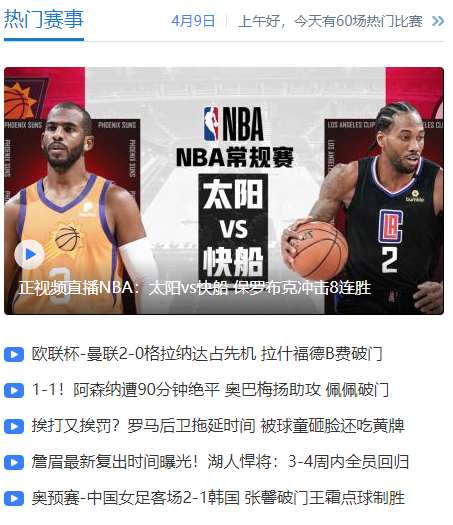 热门赛事
4月9日 | 上午好，今天有60场热门比赛
PHOENIX SUNS
PHOENIX SUNS
LOS ANGELES CLIP
NBA
NBA常规赛
太阳
VS
快船
PayPal
bumble
LA
2
3
正视频直播NBA：太阳vs快船 保罗布克冲击8连胜
欧联杯-曼联2-0格拉纳达占先机 拉什福德B费破门
1-1！阿森纳遭90分钟绝平 奥巴梅扬助攻 佩佩破门
挨打又挨罚？罗马后卫拖延时间 被球童砸脸还吃黄牌
詹眉最新复出时间曝光！湖人悍将：3-4周内全员回归
奥预赛-中国女足客场2-1韩国 张馨破门王霜点球制胜